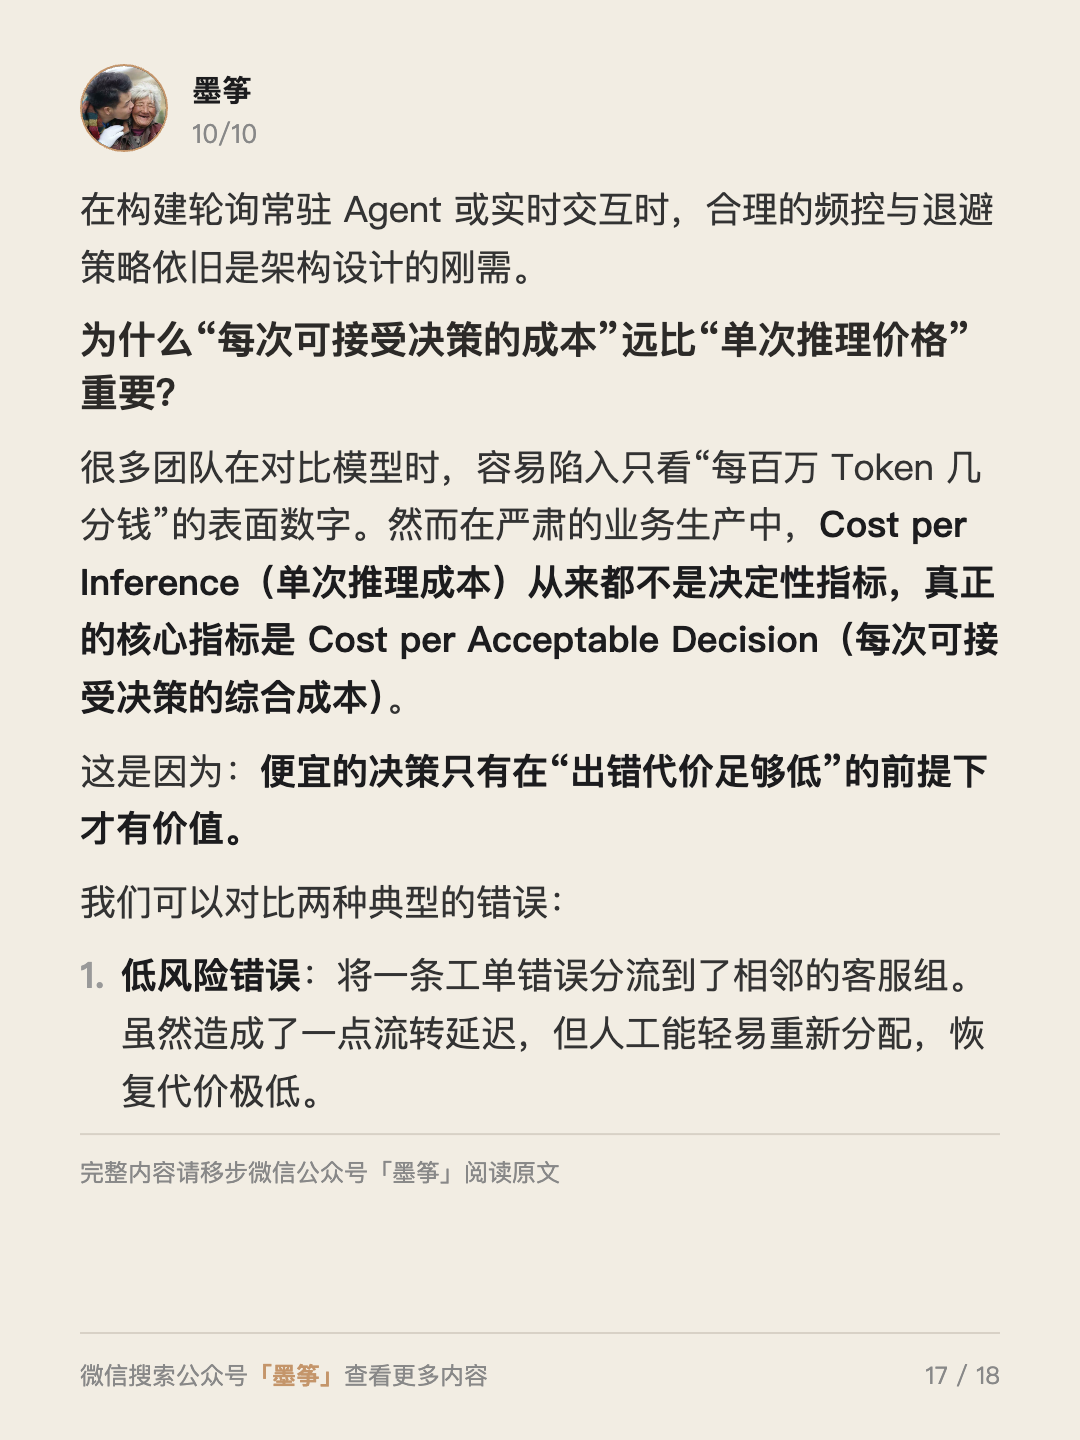 墨筝
10/10
在构建轮询常驻 Agent 或实时交互时，合理的频控与退避
策略依旧是架构设计的刚需。
为什么“每次可接受决策的成本”远比“单次推理价格”
重要？
很多团队在对比模型时，容易陷入只看“每百万 Token 几
分钱”的表面数字。然而在严肃的业务生产中，Cost per
Inference（单次推理成本）从来都不是决定性指标，真正
的核心指标是 Cost per Acceptable Decision（每次可接
受决策的综合成本）。
这是因为：便宜的决策只有在“出错代价足够低”的前提下
才有价值。
我们可以对比两种典型的错误：
1. 低风险错误：将一条工单错误分流到了相邻的客服组。
虽然造成了一点流转延迟，但人工能轻易重新分配，恢
复代价极低。
完整内容请移步微信公众号「墨筝」阅读原文
微信搜索公众号「墨筝」查看更多内容
17 / 18